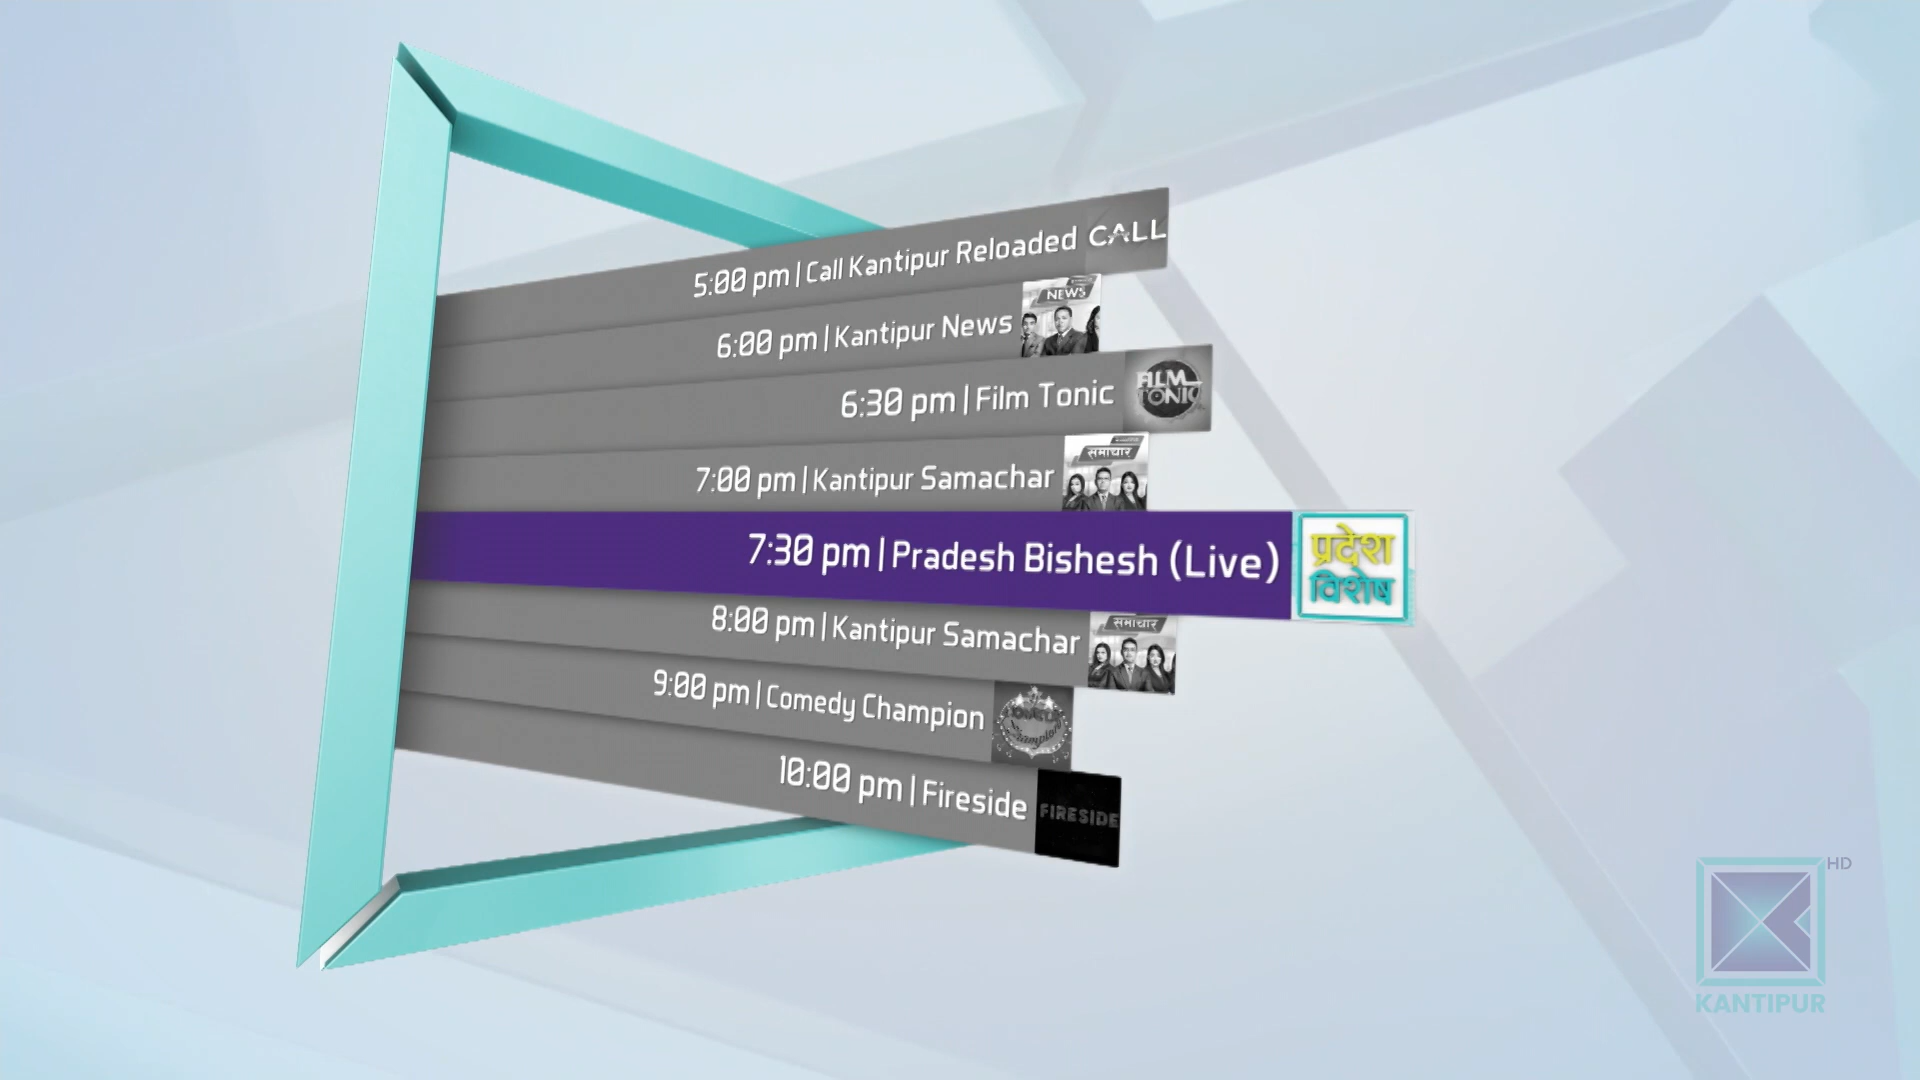 5:00 pm | Call Kantipur Reloaded CALL
6:00 pm | Kantipur News NEWS
6:30 pm | Film Tonic FILM TONIC
7:00 pm | Kantipur Samachar समाचार
7:30 pm | Pradesh Bishesh (Live) प्रदेश विशेष
8:00 pm | Kantipur Samachar समाचार
9:00 pm | Comedy Champion Champion
10:00 pm | Fireside FIRESIDE
HD
KANTIPUR